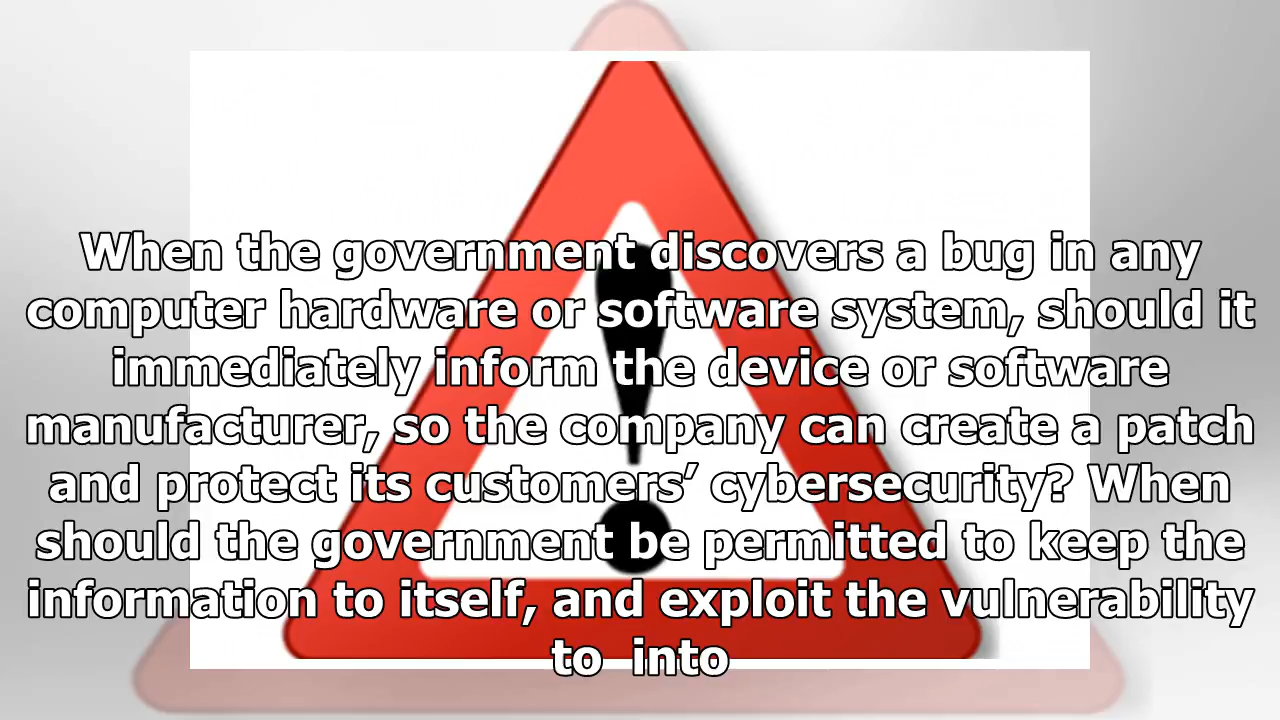 When the government discovers a bug in any
computer hardware or software system, should it
immediately inform the device or software
manufacturer, so the company can create a patch
and protect its customers’ cybersecurity? When
should the government be permitted to keep the
information to itself, and exploit the vulnerability
to  into